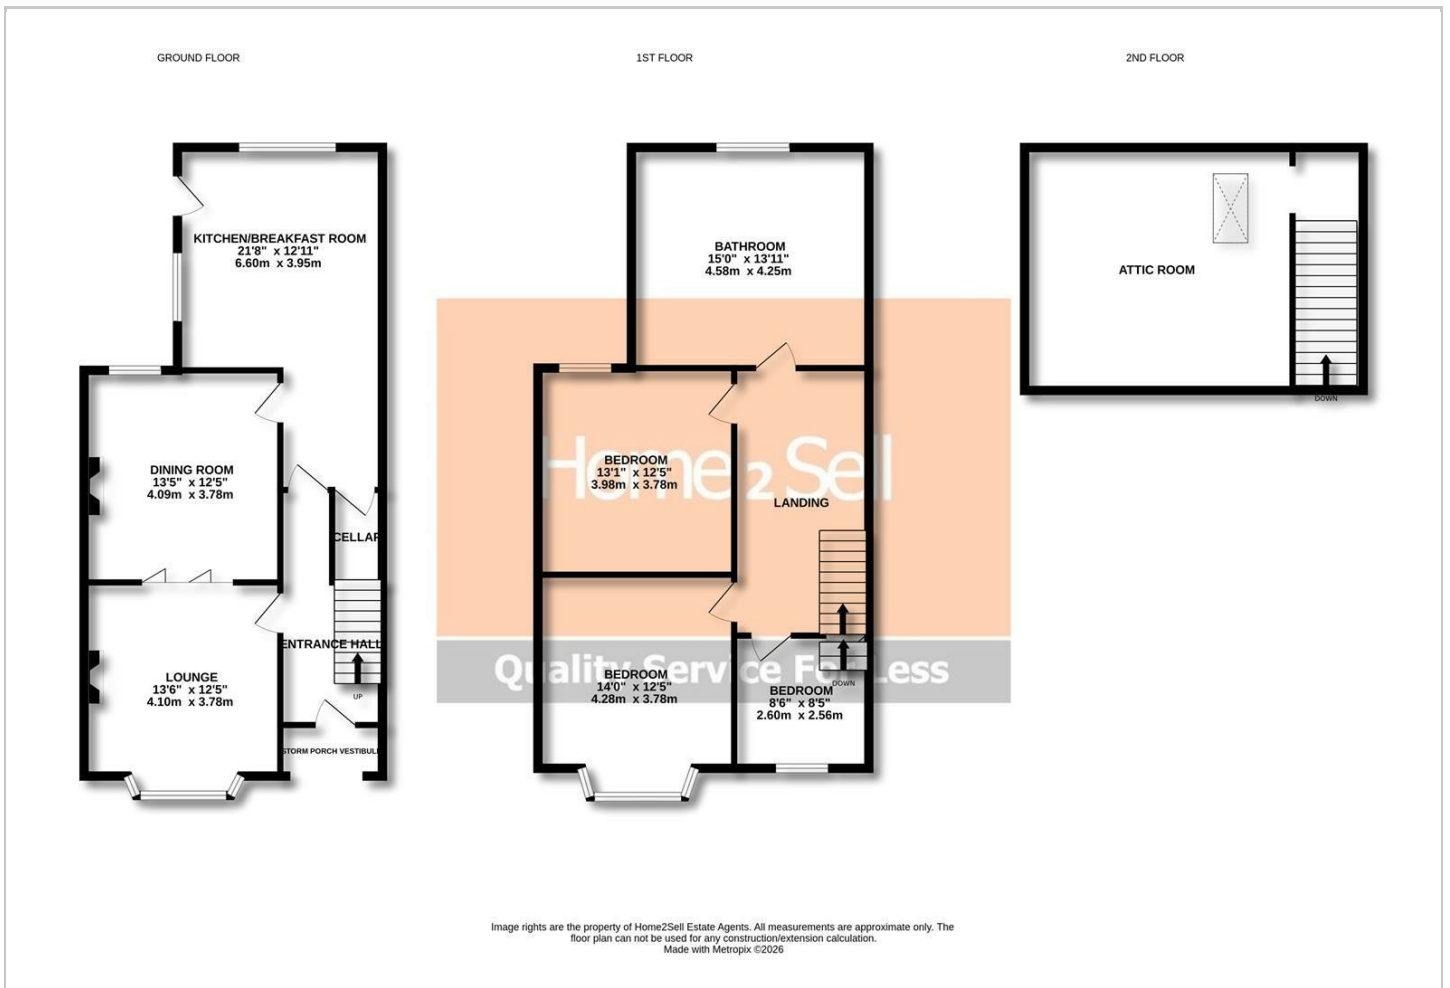 GROUND FLOOR
1ST FLOOR
2ND FLOOR
KITCHEN/BREAKFAST ROOM
21'8" x 12'11"
6.60m x 3.95m
DINING ROOM
13'5" x 12'5"
4.09m x 3.78m
CELLAR
ENTRANCE HALL
LOUNGE
13'6" x 12'5"
4.10m x 3.78m
UP
STORM PORCH VESTIBULE
BATHROOM
15'0" x 13'11"
4.58m x 4.25m
BEDROOM
13'1" x 12'5"
3.98m x 3.78m
LANDING
BEDROOM
14'0" x 12'5"
4.28m x 3.78m
DOWN
BEDROOM
8'6" x 8'5"
2.60m x 2.56m
ATTIC ROOM
DOWN
Home2Sell
Quality Service For Less
Image rights are the property of Home2Sell Estate Agents. All measurements are approximate only. The
floor plan can not be used for any construction/extension calculation.
Made with Metropix ©2026